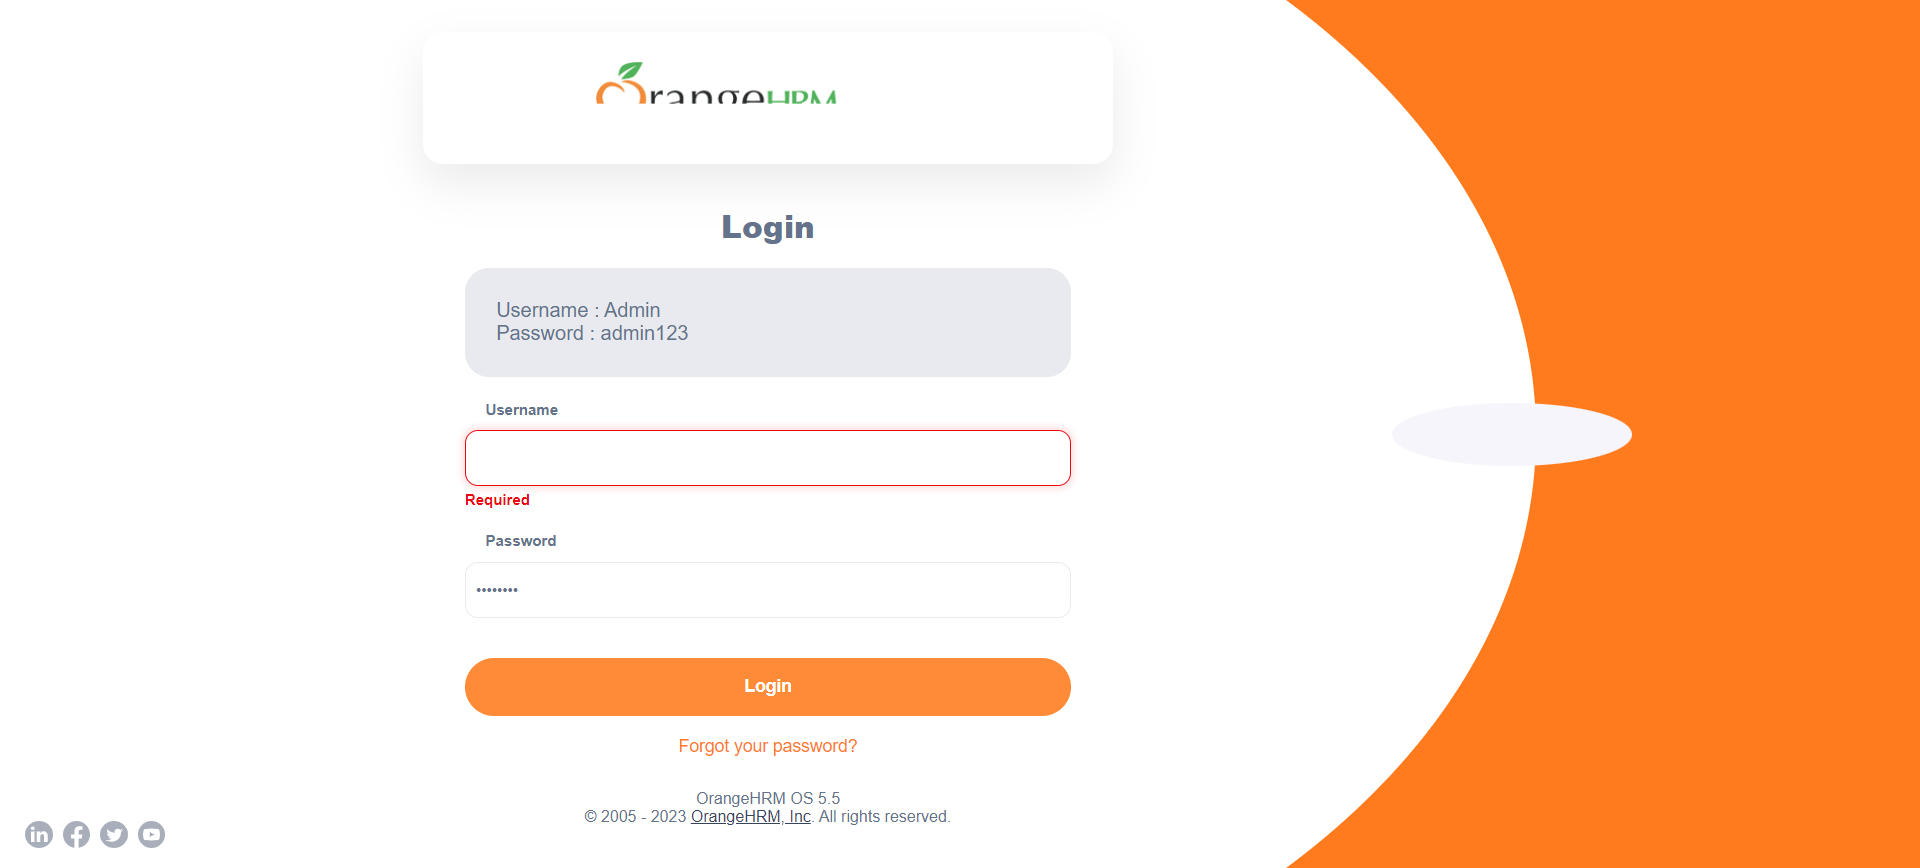 OrangeHRM
Login
Username : Admin
Password : admin123
Username
Required
Password
••••••••
Login
Forgot your password?
OrangeHRM OS 5.5
© 2005 - 2023 OrangeHRM, Inc. All rights reserved.